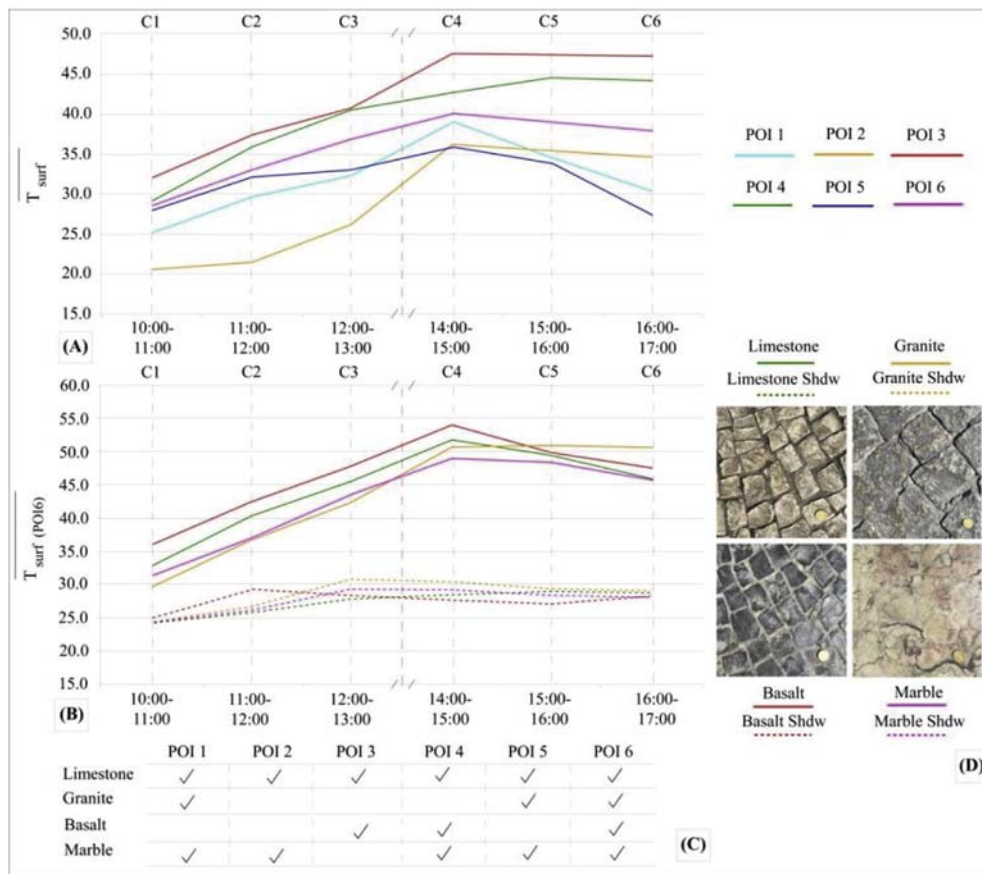 C1 C2 C3 C4 C5 C6
50.0
45.0
40.0
35.0
30.0
25.0
20.0
15.0
T surf
10:00- 11:00- 12:00- 14:00- 15:00- 16:00-
11:00 12:00 13:00 15:00 16:00 17:00
(A)
POI 1 POI 2 POI 3
POI 4 POI 5 POI 6
C1 C2 C3 C4 C5 C6
60.0
55.0
50.0
45.0
40.0
35.0
30.0
25.0
20.0
15.0
T surf (POI6)
10:00- 11:00- 12:00- 14:00- 15:00- 16:00-
11:00 12:00 13:00 15:00 16:00 17:00
(B)
Limestone Granite
Limestone Shdw Granite Shdw
Basalt Marble
Basalt Shdw Marble Shdw
(D)
POI 1 POI 2 POI 3 POI 4 POI 5 POI 6
Limestone ✓ ✓ ✓ ✓ ✓ ✓
Granite ✓ ✓ ✓
Basalt ✓ ✓ ✓
Marble ✓ ✓ ✓ ✓ ✓
(C)